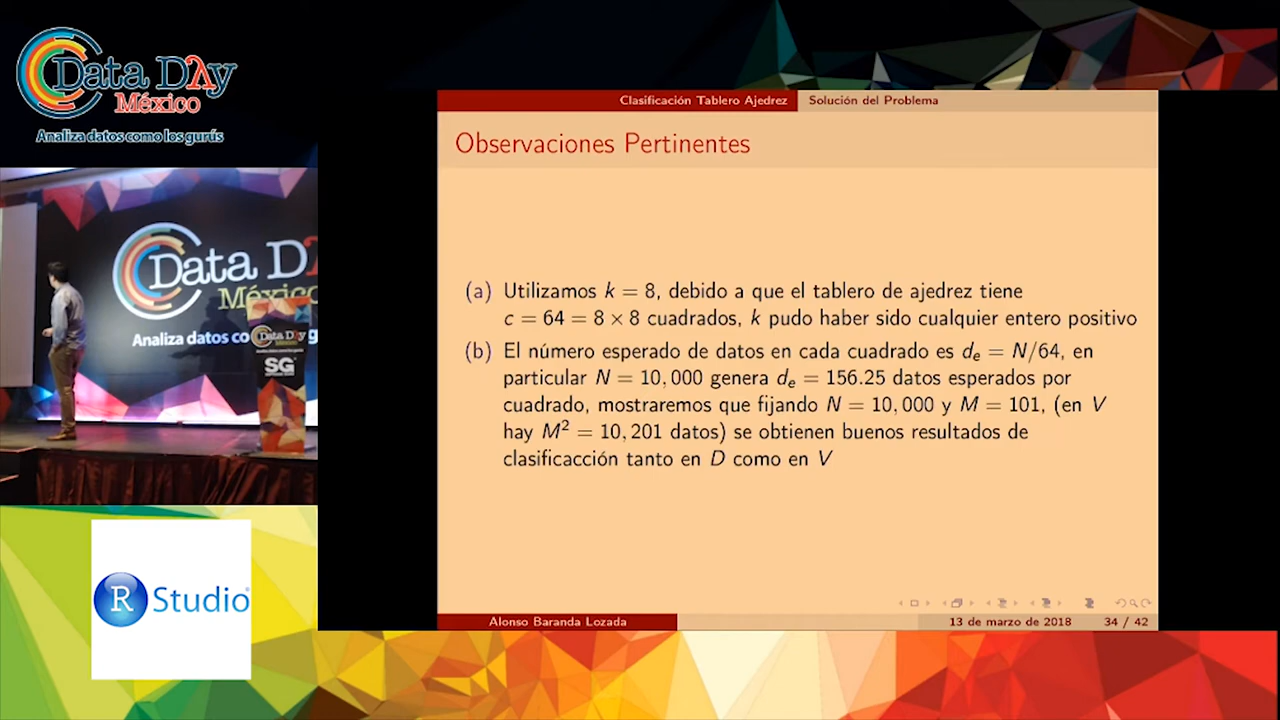 Data Day
México
Analiza datos como los gurús
Clasificación Tablero Ajedrez
Solución del Problema
Observaciones Pertinentes
(a) Utilizamos k = 8, debido a que el tablero de ajedrez tiene
c = 64 = 8 × 8 cuadrados, k pudo haber sido cualquier entero positivo
(b) El número esperado de datos en cada cuadrado es dₑ = N/64, en
particular N = 10, 000 genera dₑ = 156.25 datos esperados por
cuadrado, mostraremos que fijando N = 10, 000 y M = 101, (en V
hay M² = 10, 201 datos) se obtienen buenos resultados de
clasificacción tanto en D como en V
Alonso Baranda Lozada
13 de marzo de 2018
34 / 42
Data D
México
Analiza datos co
Data Day
México
SG
R Studio